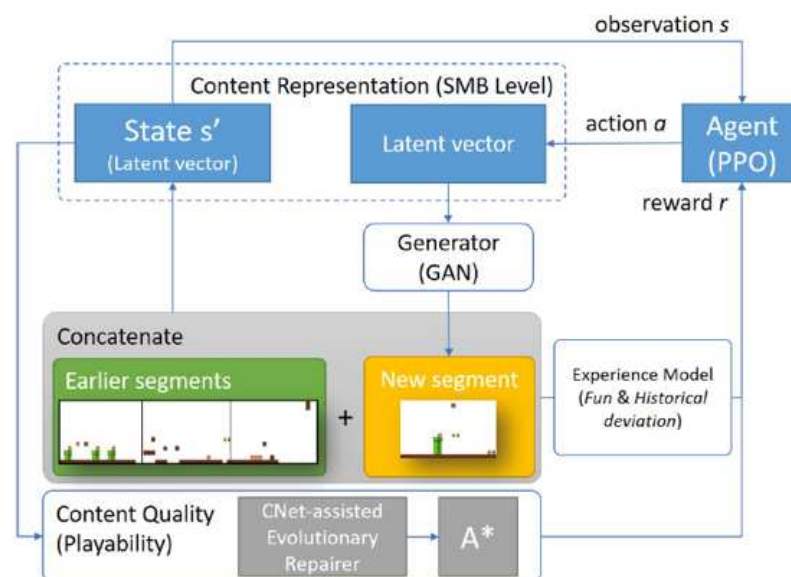 observation s
Content Representation (SMB Level)
State s’
(Latent vector)
Latent vector
action a
Agent
(PPO)
reward r
Generator
(GAN)
Concatenate
Earlier segments
+
New segment
Experience Model
(Fun & Historical
deviation)
Content Quality
(Playability)
CNet-assisted
Evolutionary
Repairer
A*